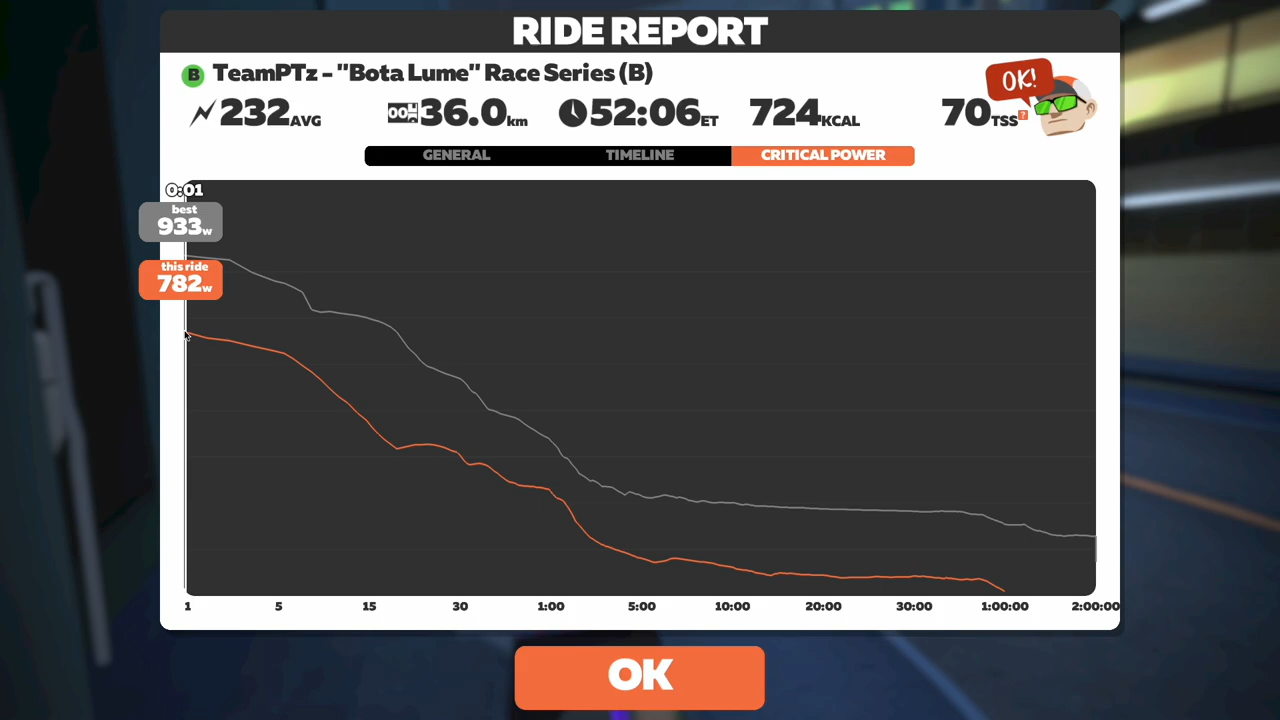 RIDE REPORT
B TeamPTz - "Bota Lume" Race Series (B)
OK!
232AVG 36.0km 52:06ET 724KCAL 70TSS?
GENERAL TIMELINE CRITICAL POWER
0:01
best
933w
this ride
782w
1 5 15 30 1:00 5:00 10:00 20:00 30:00 1:00:00 2:00:00
OK